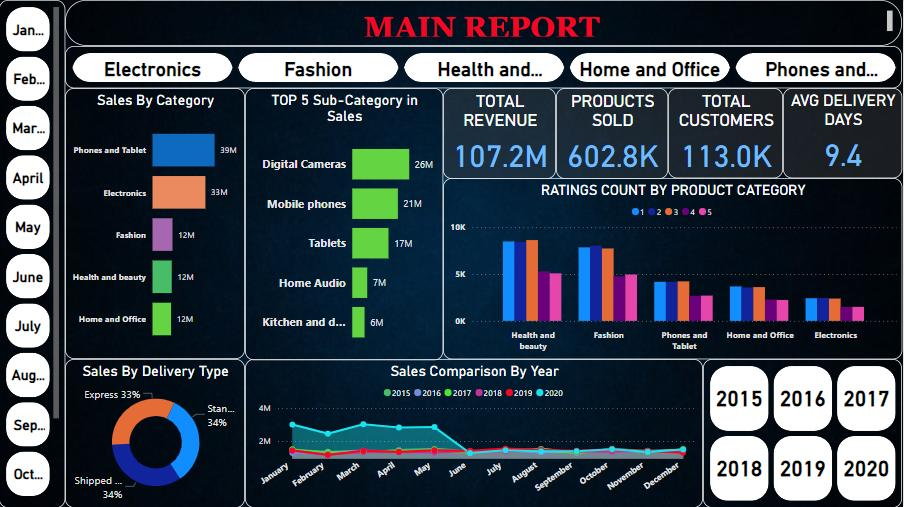 MAIN REPORT
Jan...
Feb...
Mar...
April
May
June
July
Aug...
Sep...
Oct...
Electronics
Fashion
Health and...
Home and Office
Phones and...
Sales By Category
Phones and Tablet
39M
Electronics
33M
Fashion
12M
Health and beauty
12M
Home and Office
12M
TOP 5 Sub-Category in
Sales
Digital Cameras
26M
Mobile phones
21M
Tablets
17M
Home Audio
7M
Kitchen and d...
6M
TOTAL
REVENUE
107.2M
PRODUCTS
SOLD
602.8K
TOTAL
CUSTOMERS
113.0K
AVG DELIVERY
DAYS
9.4
RATINGS COUNT BY PRODUCT CATEGORY
1 2 3 4 5
10K
5K
0K
Health and
beauty
Fashion
Phones and
Tablet
Home and Office
Electronics
Sales By Delivery Type
Express 33%
Stan...
34%
Shipped ...
34%
Sales Comparison By Year
2015 2016 2017 2018 2019 2020
4M
2M
January
February
March
April
May
June
July
August
September
October
November
December
2015
2016
2017
2018
2019
2020